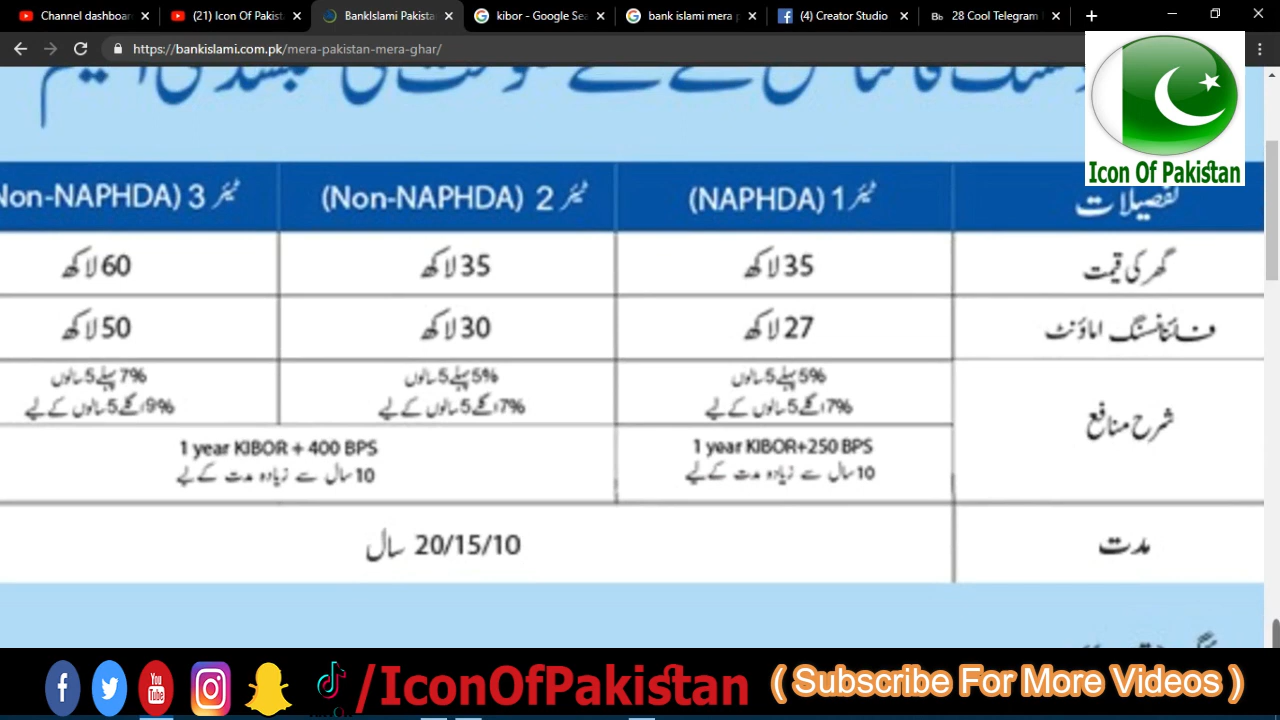 Channel dashboar
(21) Icon Of Pakist
BankIslami Pakista
kibor - Google Sea
bank islami mera p
(4) Creator Studio
28 Cool Telegram
https://bankislami.com.pk/mera-pakistan-mera-ghar/
Icon Of Pakistan
تفصیلات
ٹیئر 1 (NAPHDA)
ٹیئر 2 (Non-NAPHDA)
ٹیئر 3 (Non-NAPHDA
گھر کی قیمت
35 لاکھ
35 لاکھ
60 لاکھ
فائنانسنگ اماؤنٹ
27 لاکھ
30 لاکھ
50 لاکھ
شرح منافع
5% پہلے 5 سالوں
7% اگلے 5 سالوں کے لیے
5% پہلے 5 سالوں
7% اگلے 5 سالوں کے لیے
7% پہلے 5 سالوں
9% اگلے 5 سالوں کے لیے
1 year KIBOR+250 BPS
10 سال سے زیادہ مدت کے لیے
1 year KIBOR + 400 BPS
10 سال سے زیادہ مدت کے لیے
مدت
20/15/10 سال
/IconOfPakistan
( Subscribe For More Videos )